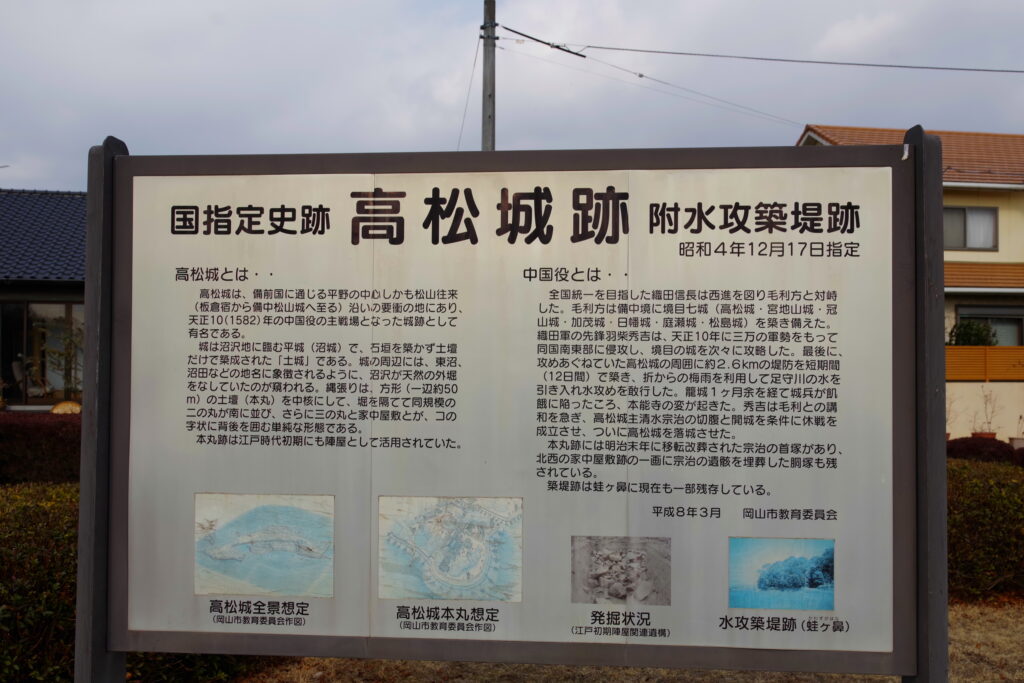 国指定史跡 高松城跡 附水攻築堤跡
昭和4年12月17日指定
高松城とは・・
高松城は、備前国に通じる平野の中心しかも松山往来
(板倉宿から備中松山城へ至る)沿いの要衝の地にあり、
天正10(1582)年の中国役の主戦場となった城跡として
有名である。
城は沼沢地に臨む平城(沼城)で、石垣を築かず土壇
だけで築成された「土城」である。城の周辺には、東沼、
沼田などの地名に象徴されるように、沼沢が天然の外堀
をなしていたのが窺われる。縄張りは、方形(一辺約50
m)の土壇(本丸)を中核にして、堀を隔てて同規模の
二の丸が南に並び、さらに三の丸と家中屋敷とが、コの
字状に背後を囲む単純な形態である。
本丸跡は江戸時代初期にも陣屋として活用されていた。
中国役とは・・
全国統一を目指した織田信長は西進を図り毛利方と対峙
した。毛利方は備中境に境目七城(高松城・宮地山城・冠
山城・加茂城・日幡城・庭瀬城・松島城)を築き備えた。
織田軍の先鋒羽柴秀吉は、天正10年に三万の軍勢をもって
同国南東部に侵攻し、境目の城を次々に攻略した。最後に、
攻めあぐねていた高松城の周囲に約2.6kmの堤防を短期間
(12日間)で築き、折からの梅雨を利用して足守川の水を
引き入れ水攻めを敢行した。籠城1ヶ月余を経て城兵が飢
餓に陥ったころ、本能寺の変が起きた。秀吉は毛利との講
和を急ぎ、高松城主清水宗治の切腹と開城を条件に休戦を
成立させ、ついに高松城を落城させた。
本丸跡には明治末年に移転改葬された宗治の首塚があり、
北西の家中屋敷跡の一画に宗治の遺骸を埋葬した胴塚も残
されている。
築堤跡は蛙ヶ鼻に現在も一部残存している。
平成8年3月 岡山市教育委員会
高松城全景想定
(岡山市教育委員会作図)
高松城本丸想定
(岡山市教育委員会作図)
発掘状況
(江戸初期陣屋関連遺構)
水攻築堤跡(蛙ヶ鼻)